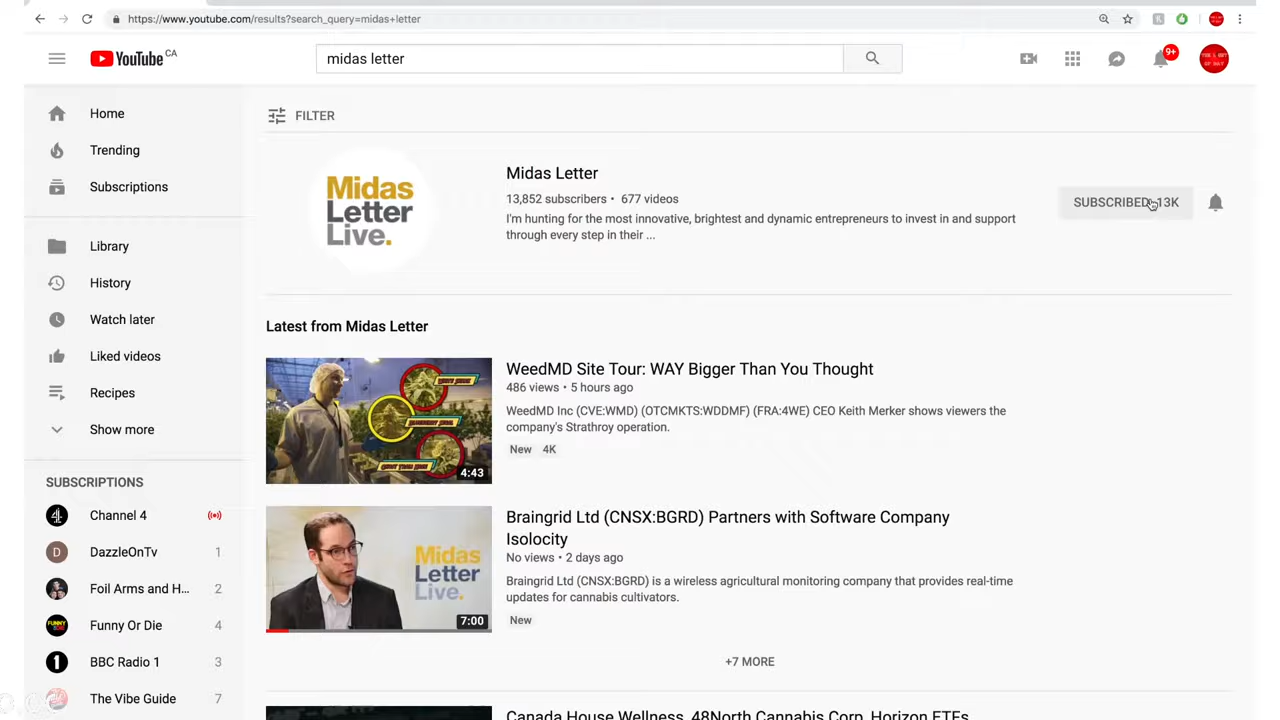 https://www.youtube.com/results?search_query=midas+letter
YouTube CA
midas letter
9+
Home
Trending
Subscriptions
Library
History
Watch later
Liked videos
Recipes
Show more
SUBSCRIPTIONS
Channel 4
DazzleOnTv 1
Foil Arms and H... 2
Funny Or Die 4
BBC Radio 1 3
The Vibe Guide 7
FILTER
Midas
Letter
Live.
Midas Letter
13,852 subscribers • 677 videos
I'm hunting for the most innovative, brightest and dynamic entrepreneurs to invest in and support
through every step in their ...
SUBSCRIBED 13K
Latest from Midas Letter
4:43
WeedMD Site Tour: WAY Bigger Than You Thought
486 views • 5 hours ago
WeedMD Inc (CVE:WMD) (OTCMKTS:WDDMF) (FRA:4WE) CEO Keith Merker shows viewers the
company's Strathroy operation.
New 4K
Midas
Letter
Live.
7:00
Braingrid Ltd (CNSX:BGRD) Partners with Software Company
Isolocity
No views • 2 days ago
Braingrid Ltd (CNSX:BGRD) is a wireless agricultural monitoring company that provides real-time
updates for cannabis cultivators.
New
+7 MORE
Canada House Wellness, 48North Cannabis Corp, Horizon ETFs